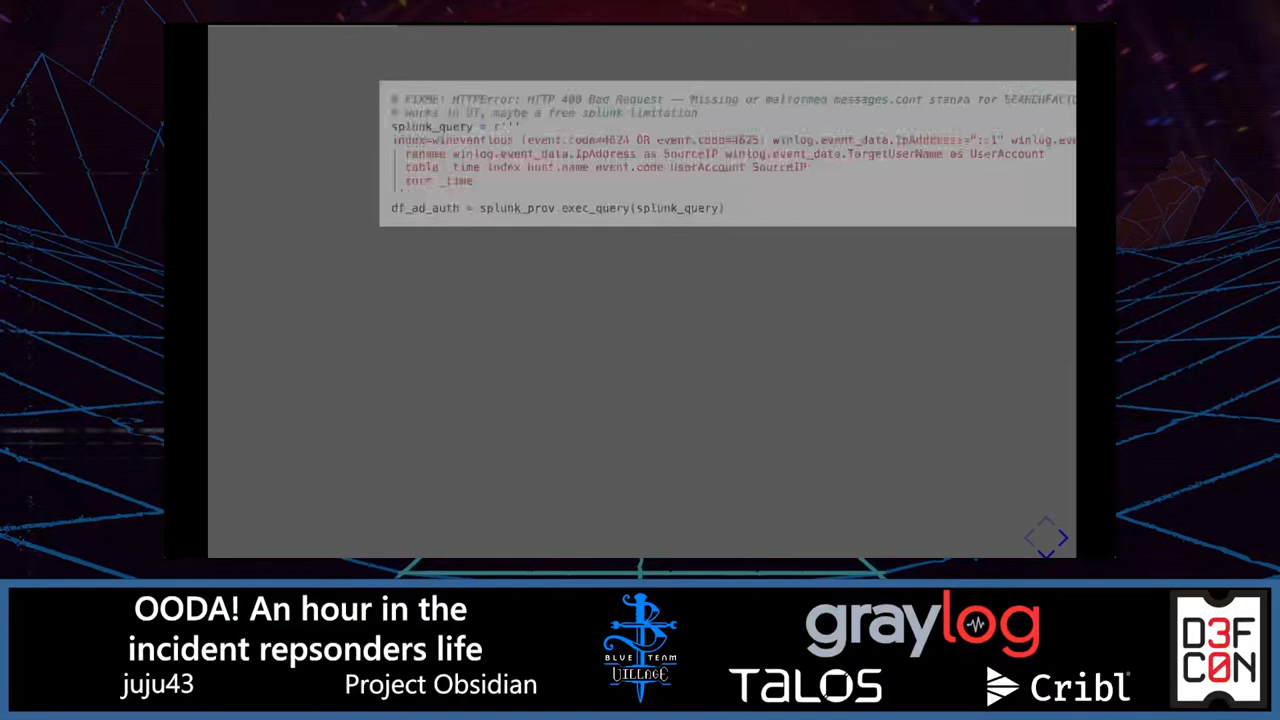 # FIXME! HTTPError: HTTP 400 Bad Request -- Missing or malformed messages.conf stanza for SEARCHFACTO
# works in UI, maybe a free splunk limitation
splunk_query = r'''
index=wineventlogs (event.code=4624 OR event.code=4625) winlog.event_data.IpAddress!="::1" winlog.eve
| rename winlog.event_data.IpAddress as SourceIP winlog.event_data.TargetUserName as UserAccount
| table _time index host.name event.code UserAccount SourceIP
| sort _time
'''
df_ad_auth = splunk_prov.exec_query(splunk_query)
OODA! An hour in the
incident repsonders life
juju43 Project Obsidian
BLUE TEAM
VILLAGE
graylog
TALOS
Cribl
D3F
C0N